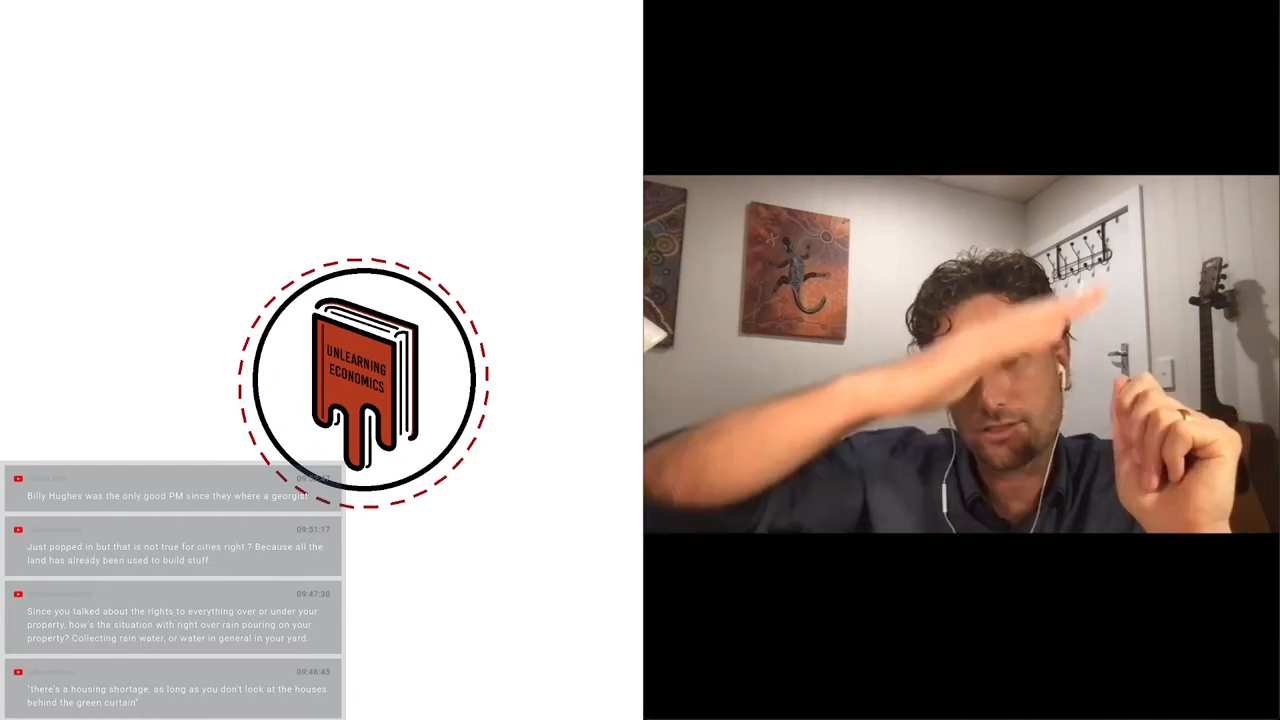 UNLEARNING
ECONOMICS
Billy Hughes was the only good PM since they where a georgist
09:51:17
Just popped in but that is not true for cities right ? Because all the
land has already been used to build stuff.
09:47:30
Since you talked about the rights to everything over or under your
property, how's the situation with right over rain pouring on your
property? Collecting rain water, or water in general in your yard.
09:46:45
"there's a housing shortage, as long as you don't look at the houses
behind the green curtain"